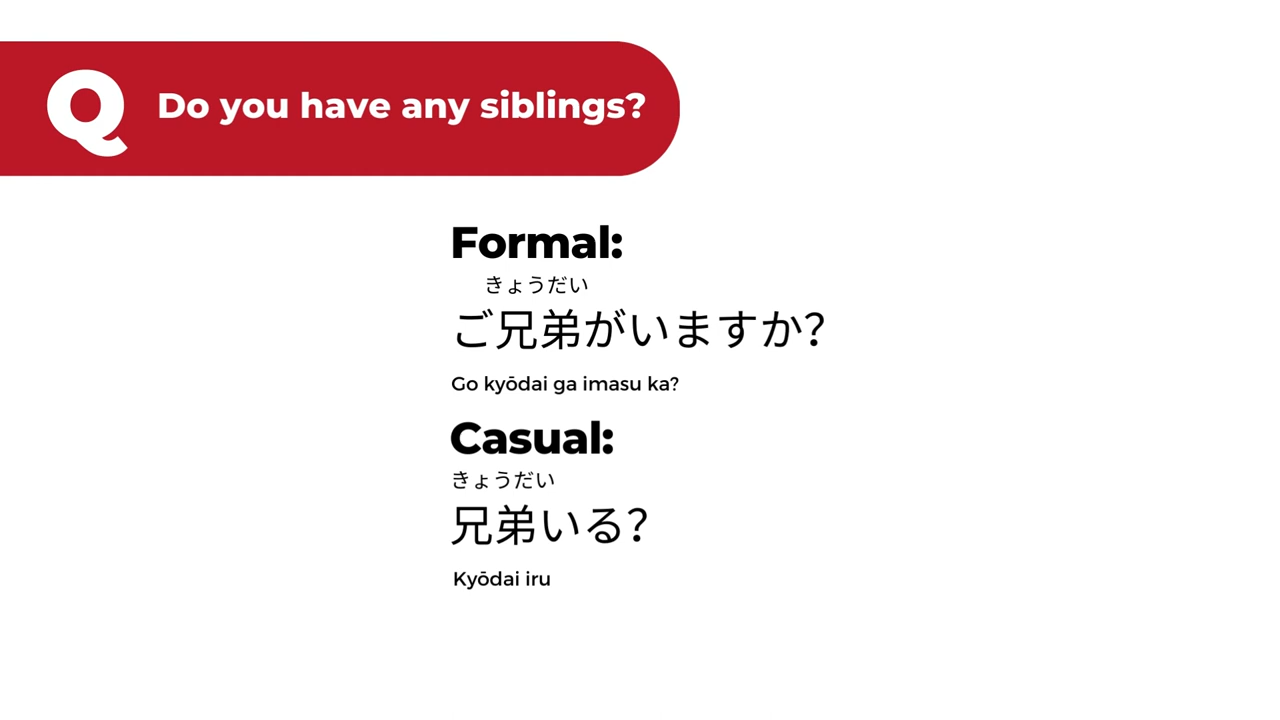 Q Do you have any siblings?
Formal:
きょうだい
ご兄弟がいますか?
Go kyōdai ga imasu ka?
Casual:
きょうだい
兄弟いる?
Kyōdai iru